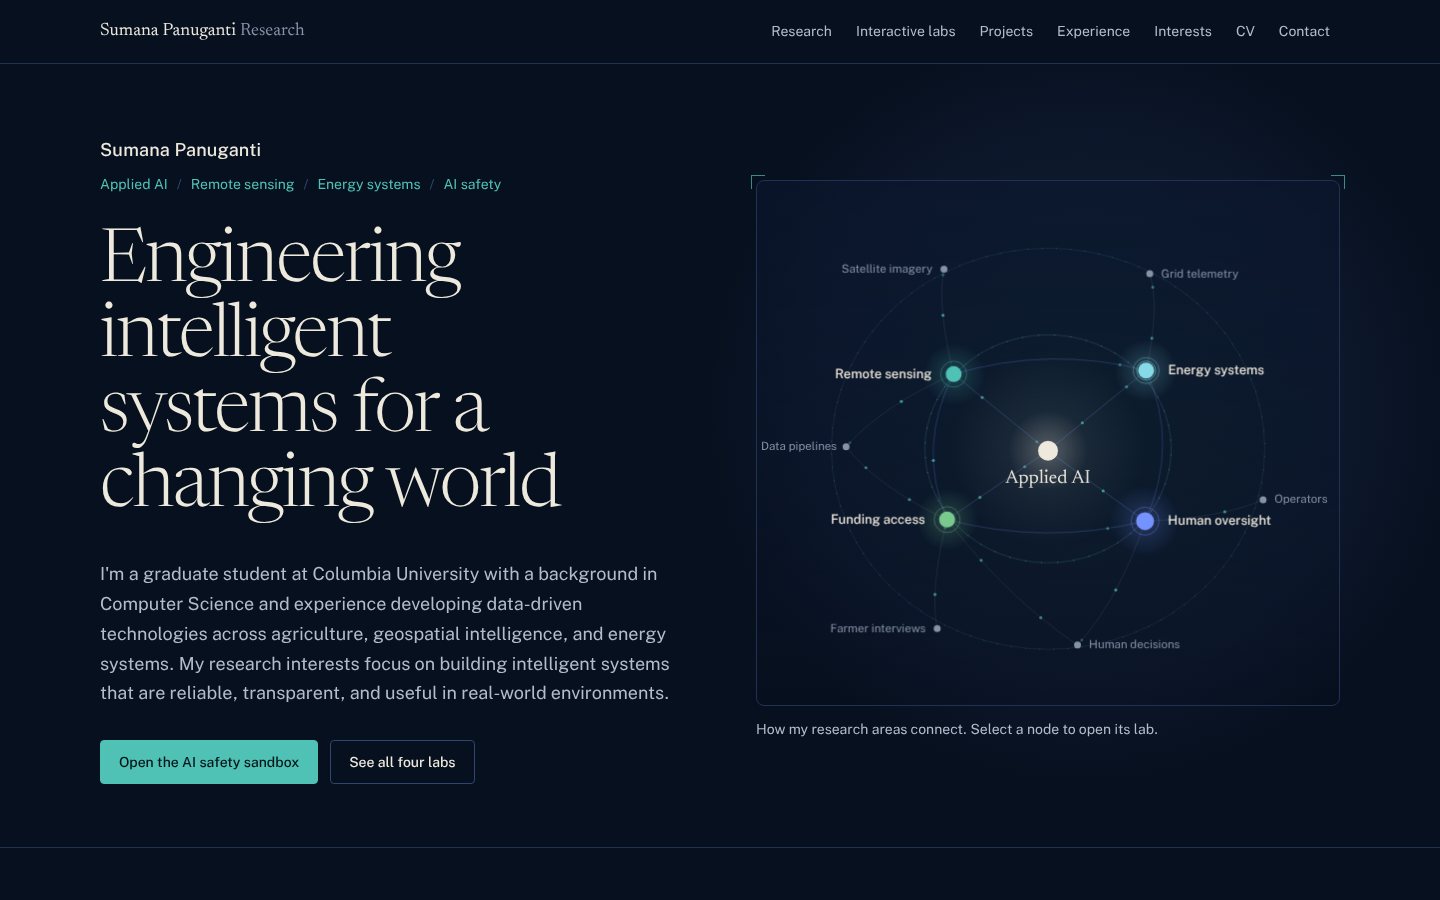 Sumana Panuganti Research
Research
Interactive labs
Projects
Experience
Interests
CV
Contact
Sumana Panuganti
Applied AI / Remote sensing / Energy systems / AI safety
Engineering
intelligent
systems for a
changing world
I'm a graduate student at Columbia University with a background in
Computer Science and experience developing data-driven
technologies across agriculture, geospatial intelligence, and energy
systems. My research interests focus on building intelligent systems
that are reliable, transparent, and useful in real-world environments.
Open the AI safety sandbox
See all four labs
Satellite imagery
Grid telemetry
Remote sensing
Energy systems
Data pipelines
Applied AI
Operators
Funding access
Human oversight
Farmer interviews
Human decisions
How my research areas connect. Select a node to open its lab.